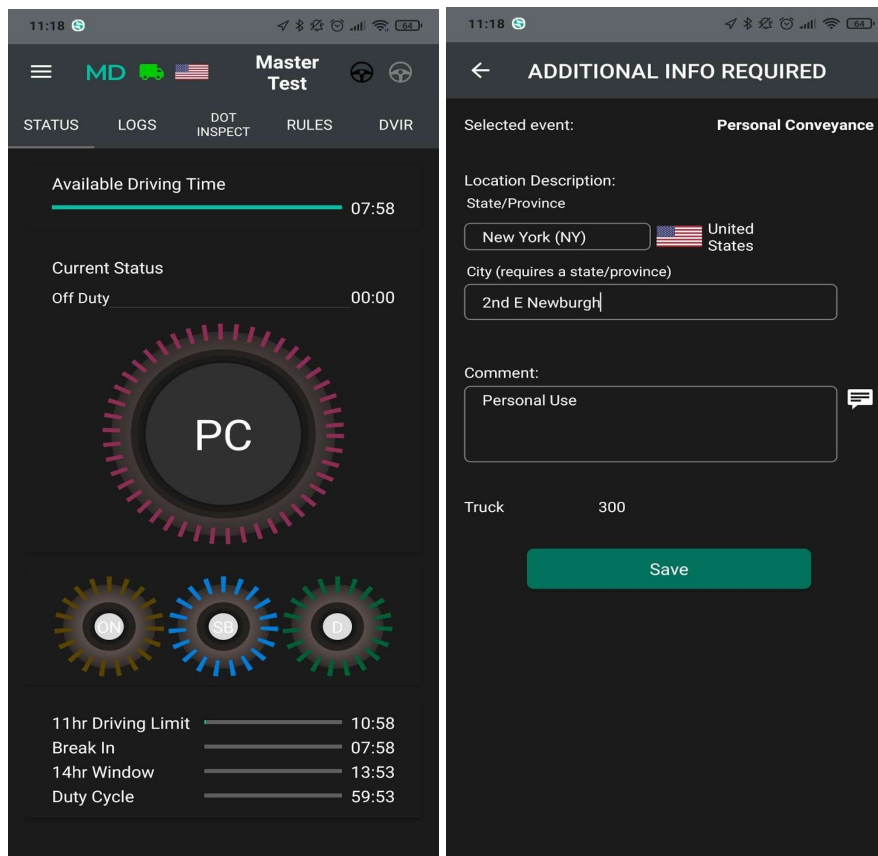 11:18
64
MD
Master
Test
STATUS
LOGS
DOT
INSPECT
RULES
DVIR
Available Driving Time
07:58
Current Status
Off Duty
00:00
PC
ON
SB
D
11hr Driving Limit 10:58
Break In 07:58
14hr Window 13:53
Duty Cycle 59:53
11:18
64
ADDITIONAL INFO REQUIRED
Selected event: Personal Conveyance
Location Description:
State/Province
New York (NY)
United
States
City (requires a state/province)
2nd E Newburgh
Comment:
Personal Use
Truck 300
Save